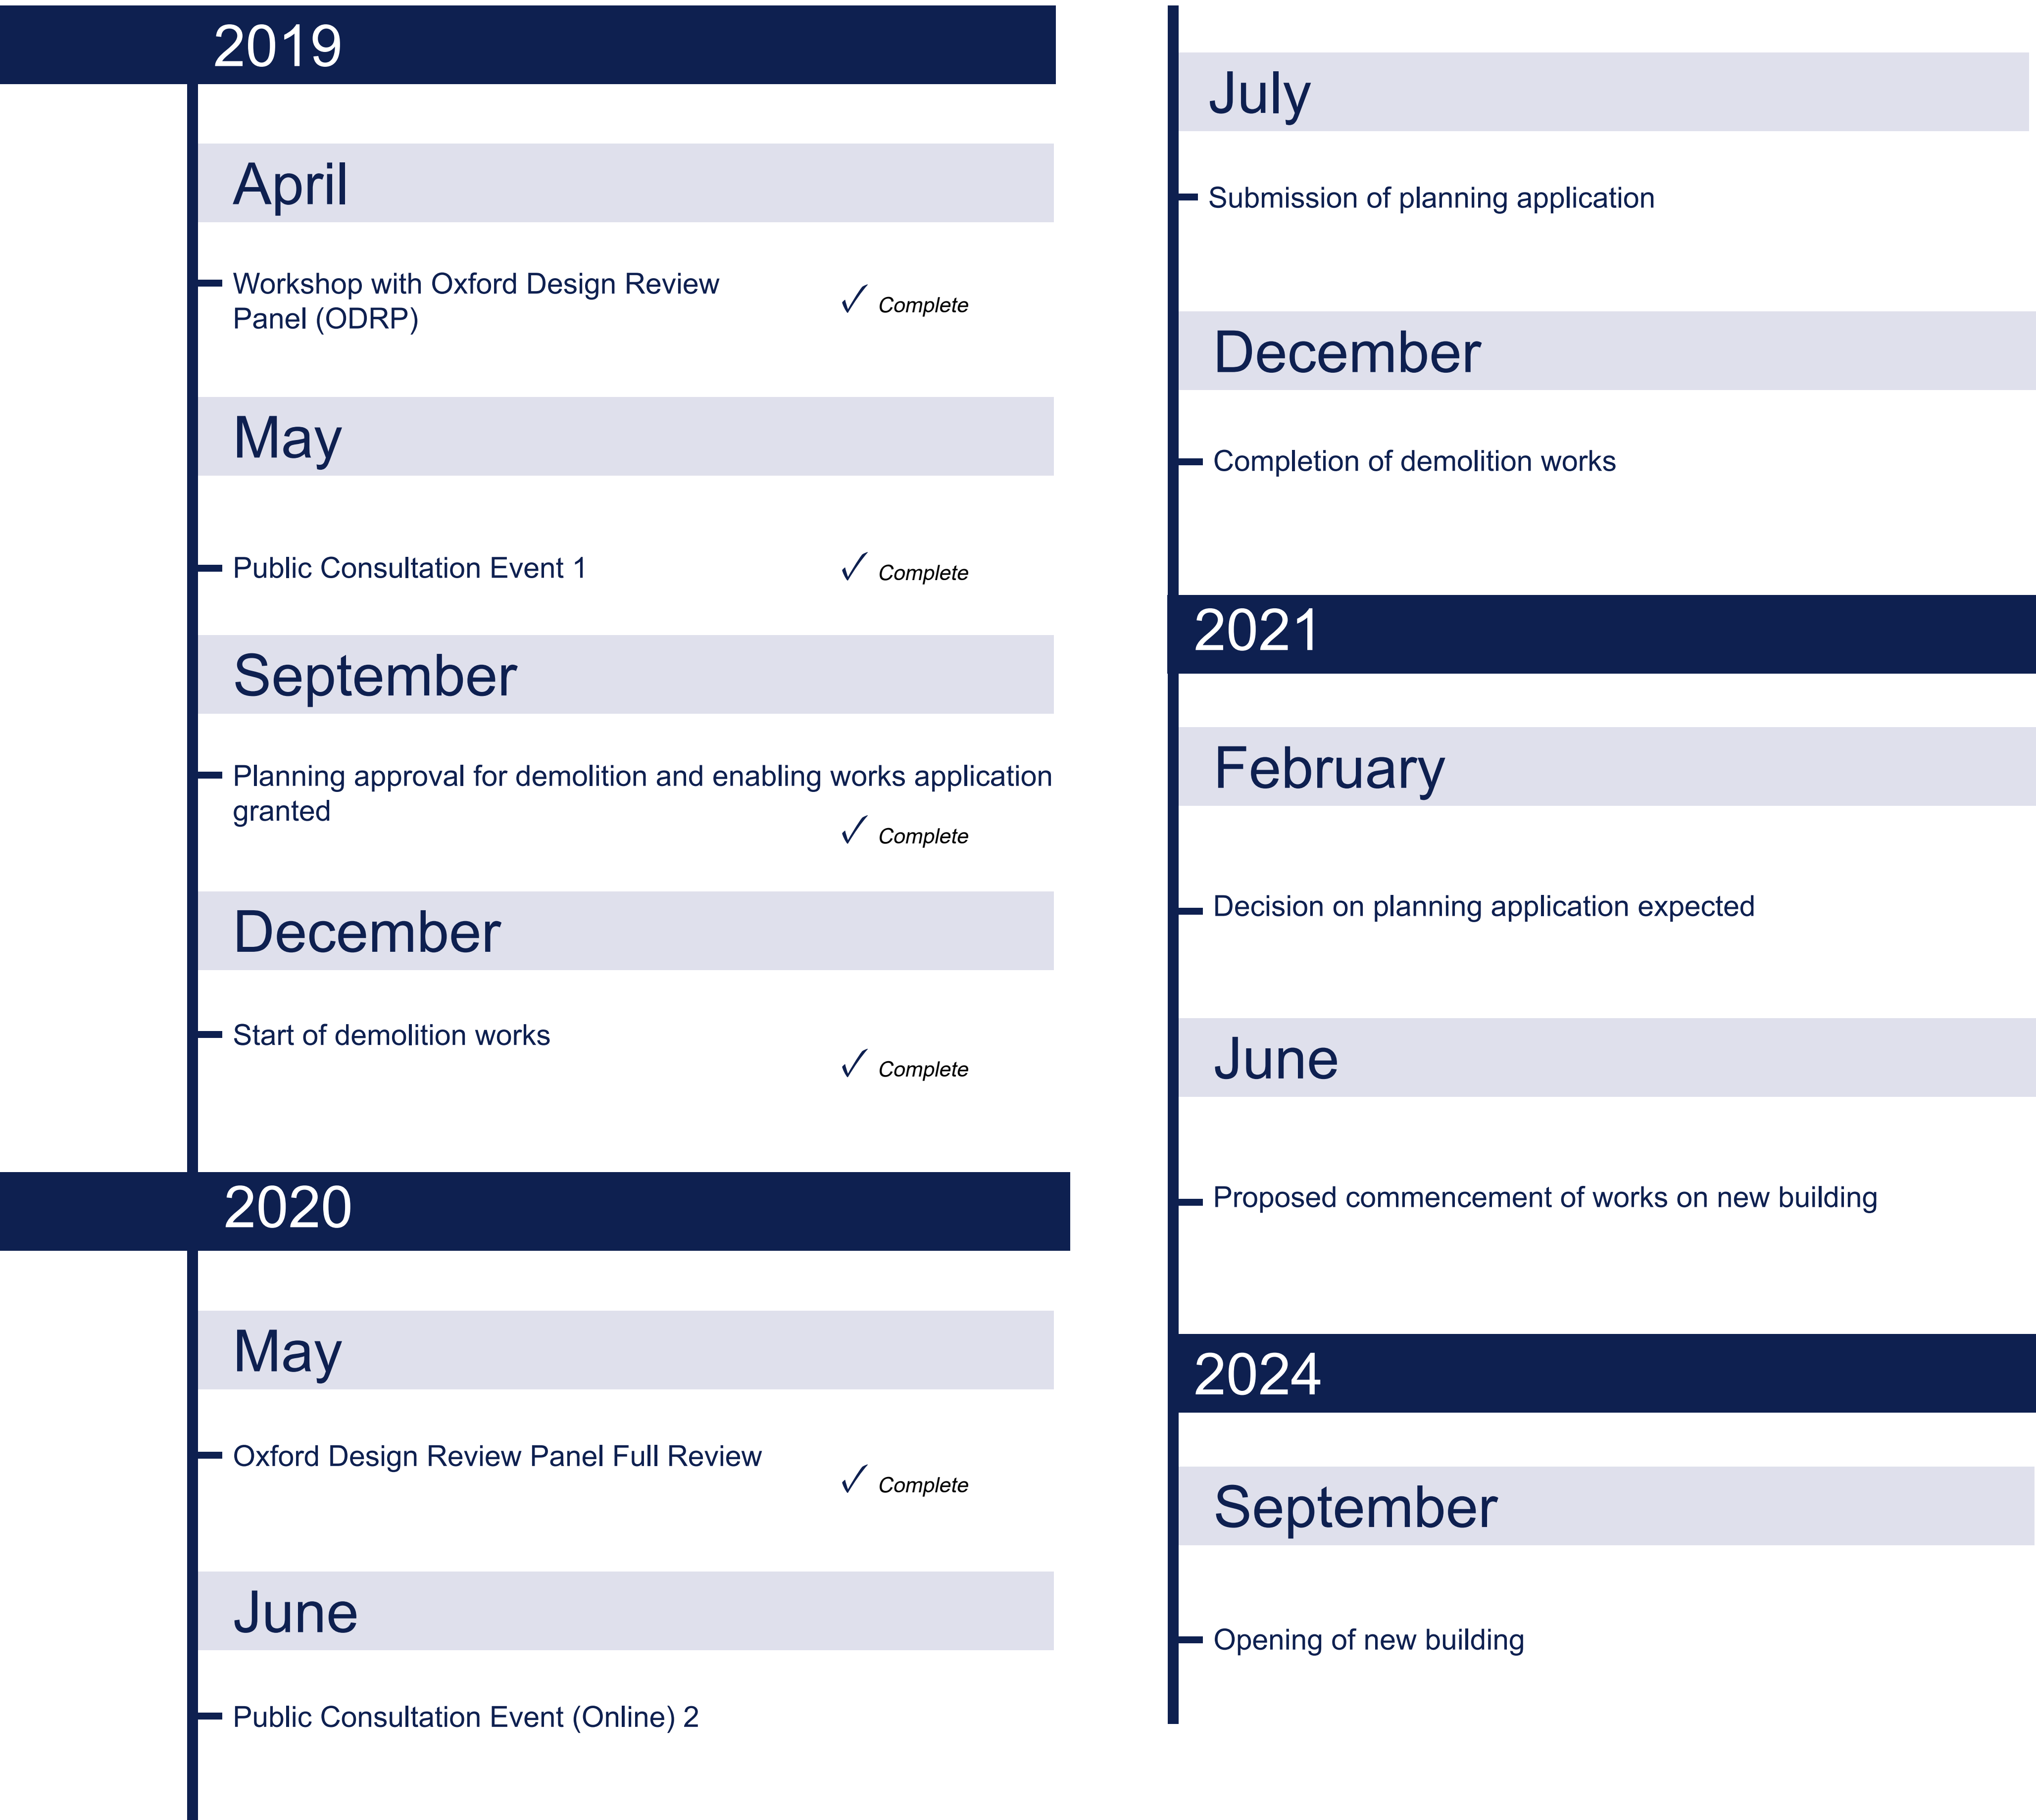 2019
April
Workshop with Oxford Design Review
Panel (ODRP)
✓ Complete
May
Public Consultation Event 1
✓ Complete
September
Planning approval for demolition and enabling works application
granted
✓ Complete
December
Start of demolition works
✓ Complete
2020
May
Oxford Design Review Panel Full Review
✓ Complete
June
Public Consultation Event (Online) 2
July
Submission of planning application
December
Completion of demolition works
2021
February
Decision on planning application expected
June
Proposed commencement of works on new building
2024
September
Opening of new building